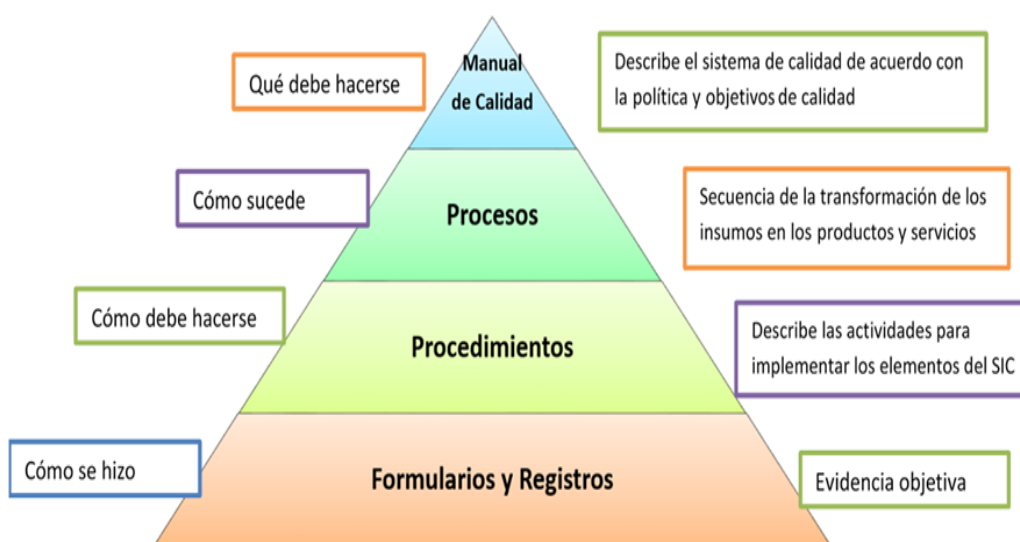 Qué debe hacerse
Manual
de Calidad
Describe el sistema de calidad de acuerdo con
la política y objetivos de calidad
Cómo sucede
Procesos
Secuencia de la transformación de los
insumos en los productos y servicios
Cómo debe hacerse
Procedimientos
Describe las actividades para
implementar los elementos del SIC
Cómo se hizo
Formularios y Registros
Evidencia objetiva